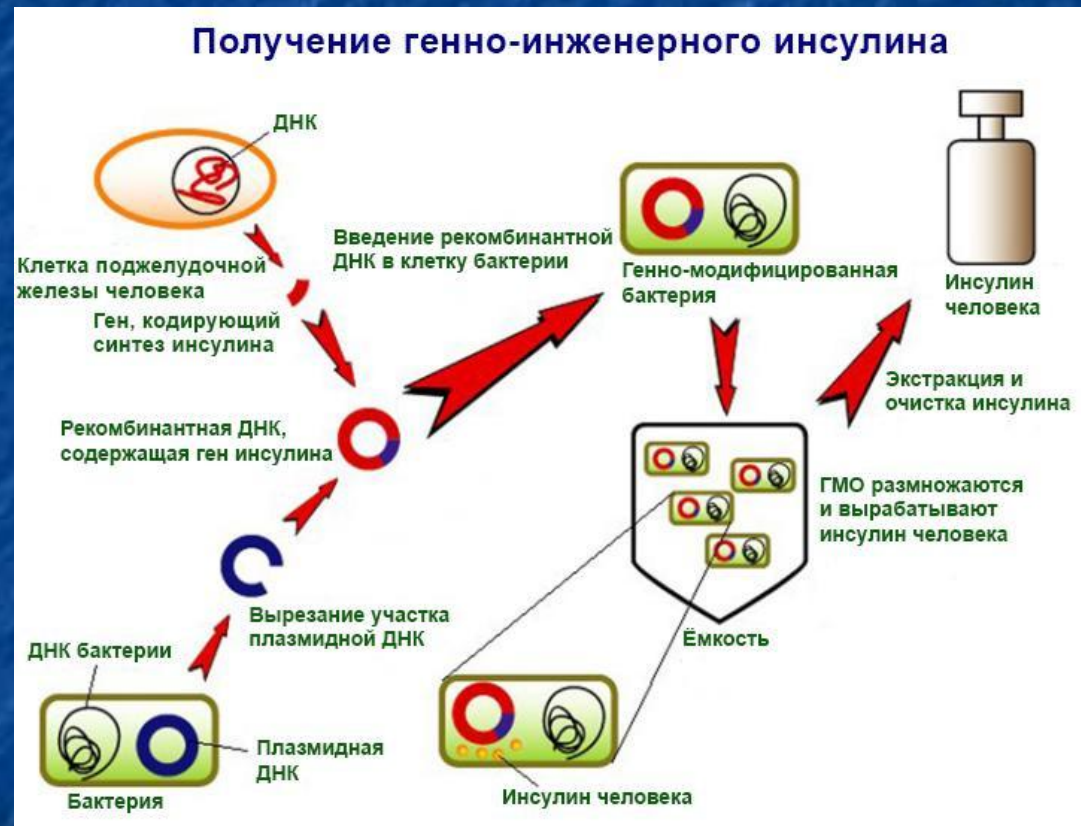 Получение генно-инженерного инсулина
ДНК
Клетка поджелудочной
железы человека
Ген, кодирующий
синтез инсулина
Введение рекомбинантной
ДНК в клетку бактерии
Генно-модифицированная
бактерия
Инсулин
человека
Экстракция и
очистка инсулина
Рекомбинантная ДНК,
содержащая ген инсулина
ГМО размножаются
и вырабатывают
инсулин человека
Вырезание участка
плазмидной ДНК
Ёмкость
ДНК бактерии
Плазмидная
ДНК
Бактерия
Инсулин человека